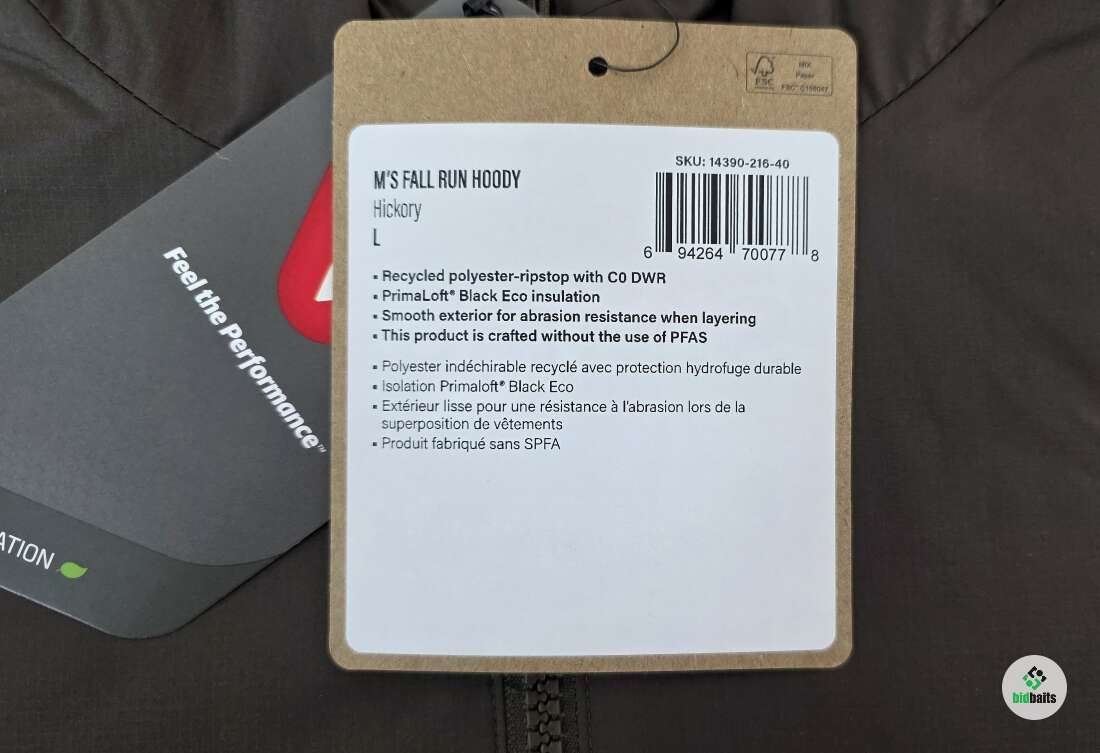 FSC
MIX
Paper
SKU: 14390-216-40
M'S FALL RUN HOODY
Hickory
L
6 94264 70077 8
▪ Recycled polyester-ripstop with C0 DWR
▪ PrimaLoft® Black Eco insulation
▪ Smooth exterior for abrasion resistance when layering
▪ This product is crafted without the use of PFAS
▪ Polyester indéchirable recyclé avec protection hydrofuge durable
▪ Isolation Primaloft® Black Eco
▪ Extérieur lisse pour une résistance à l'abrasion lors de la
superposition de vêtements
▪ Produit fabriqué sans SPFA
Feel the Performance™
ATION
bidbaits